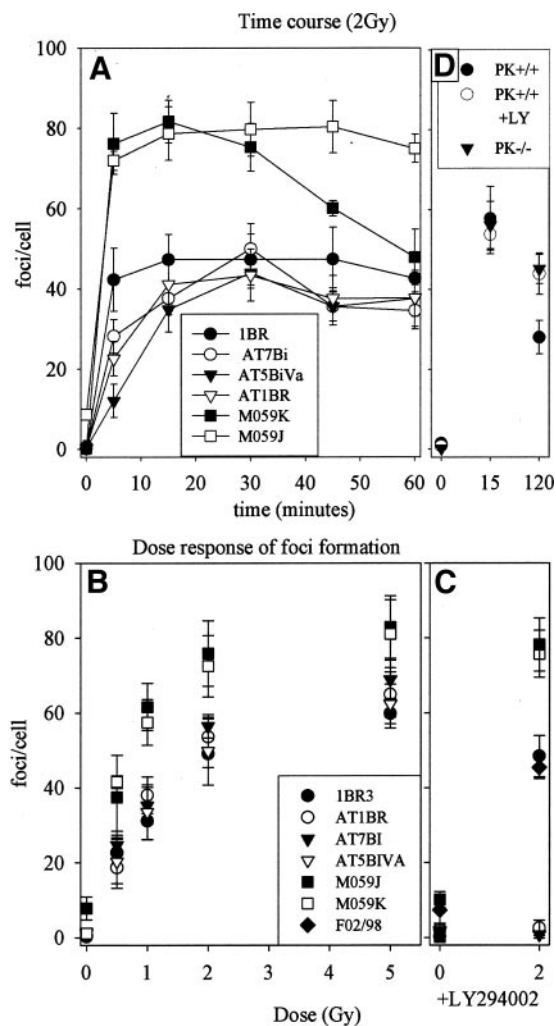 Time course (2Gy)
A
foci/cell
100
80
60
40
20
0
1BR
AT7Bi
AT5BiVa
AT1BR
M059K
M059J
0 10 20 30 40 50 60
time (minutes)
D
PK+/+
PK+/+
+LY
PK-/-
0 15 120
Dose response of foci formation
B
foci/cell
100
80
60
40
20
0
1BR3
AT1BR
AT7BI
AT5BIVA
M059J
M059K
F02/98
0 1 2 3 4 5
Dose (Gy)
C
0 2
+LY294002